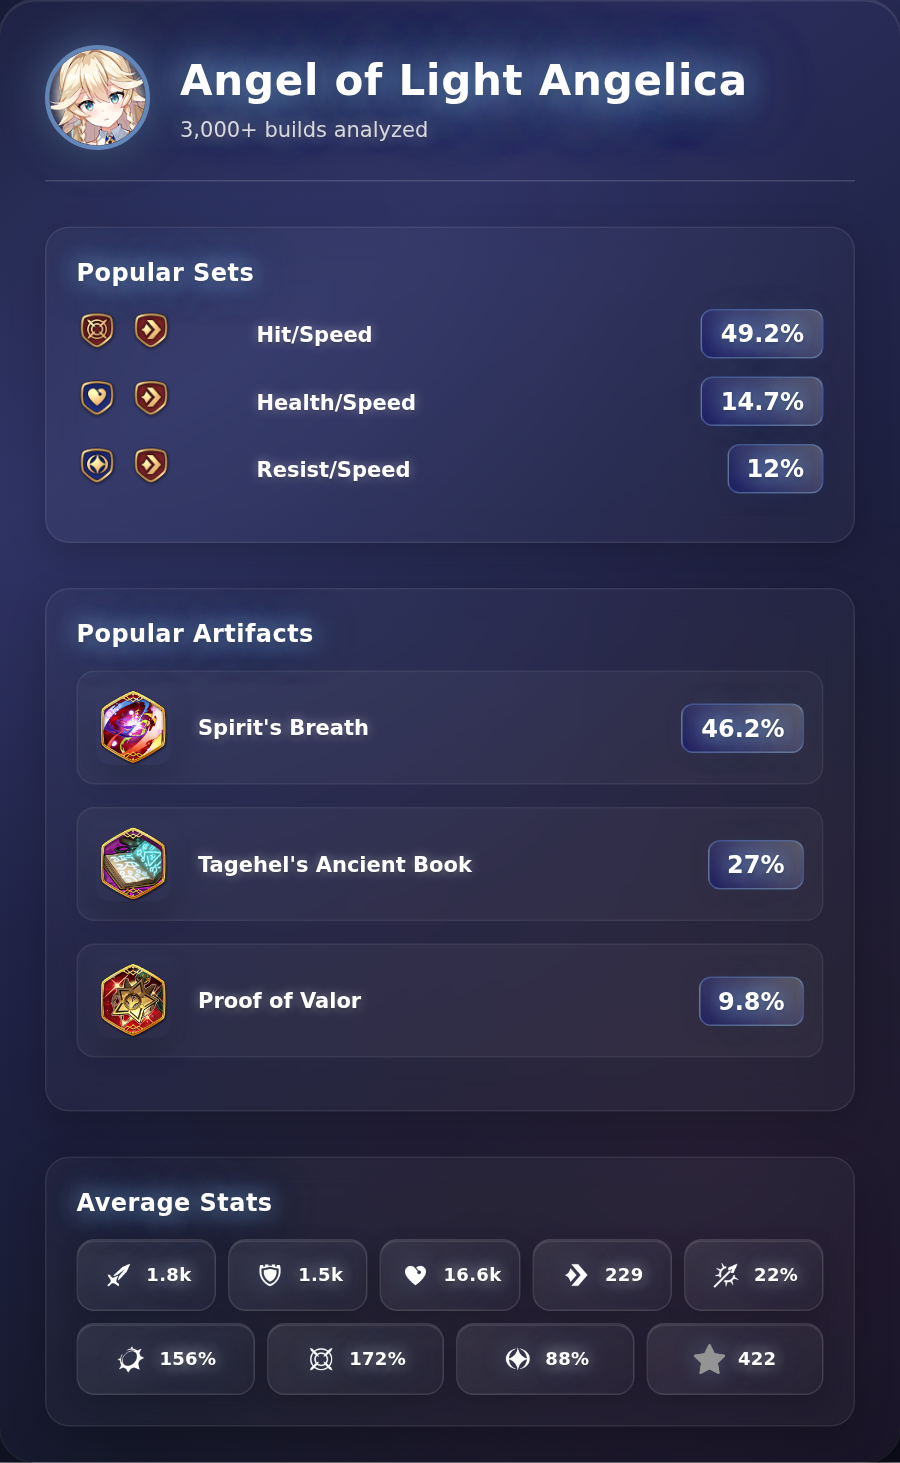 Angel of Light Angelica
3,000+ builds analyzed
Popular Sets
Hit/Speed 49.2%
Health/Speed 14.7%
Resist/Speed 12%
Popular Artifacts
Spirit's Breath 46.2%
Tagehel's Ancient Book 27%
Proof of Valor 9.8%
Average Stats
1.8k 1.5k 16.6k 229 22%
156% 172% 88% 422